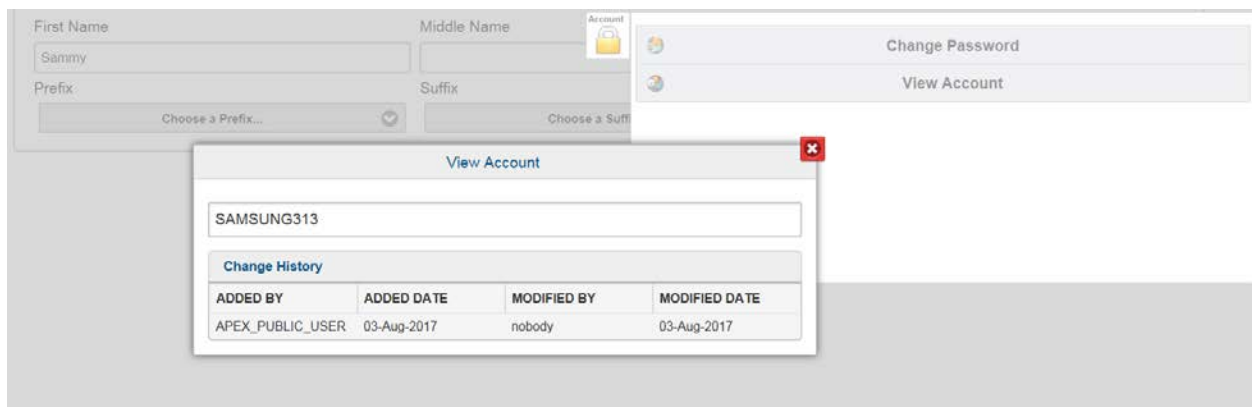 First Name Middle Name Account
Sammy
Change Password
Prefix Suffix View Account
Choose a Prefix... Choose a Suffi
View Account
SAMSUNG313
Change History
ADDED BY ADDED DATE MODIFIED BY MODIFIED DATE
APEX_PUBLIC_USER 03-Aug-2017 nobody 03-Aug-2017